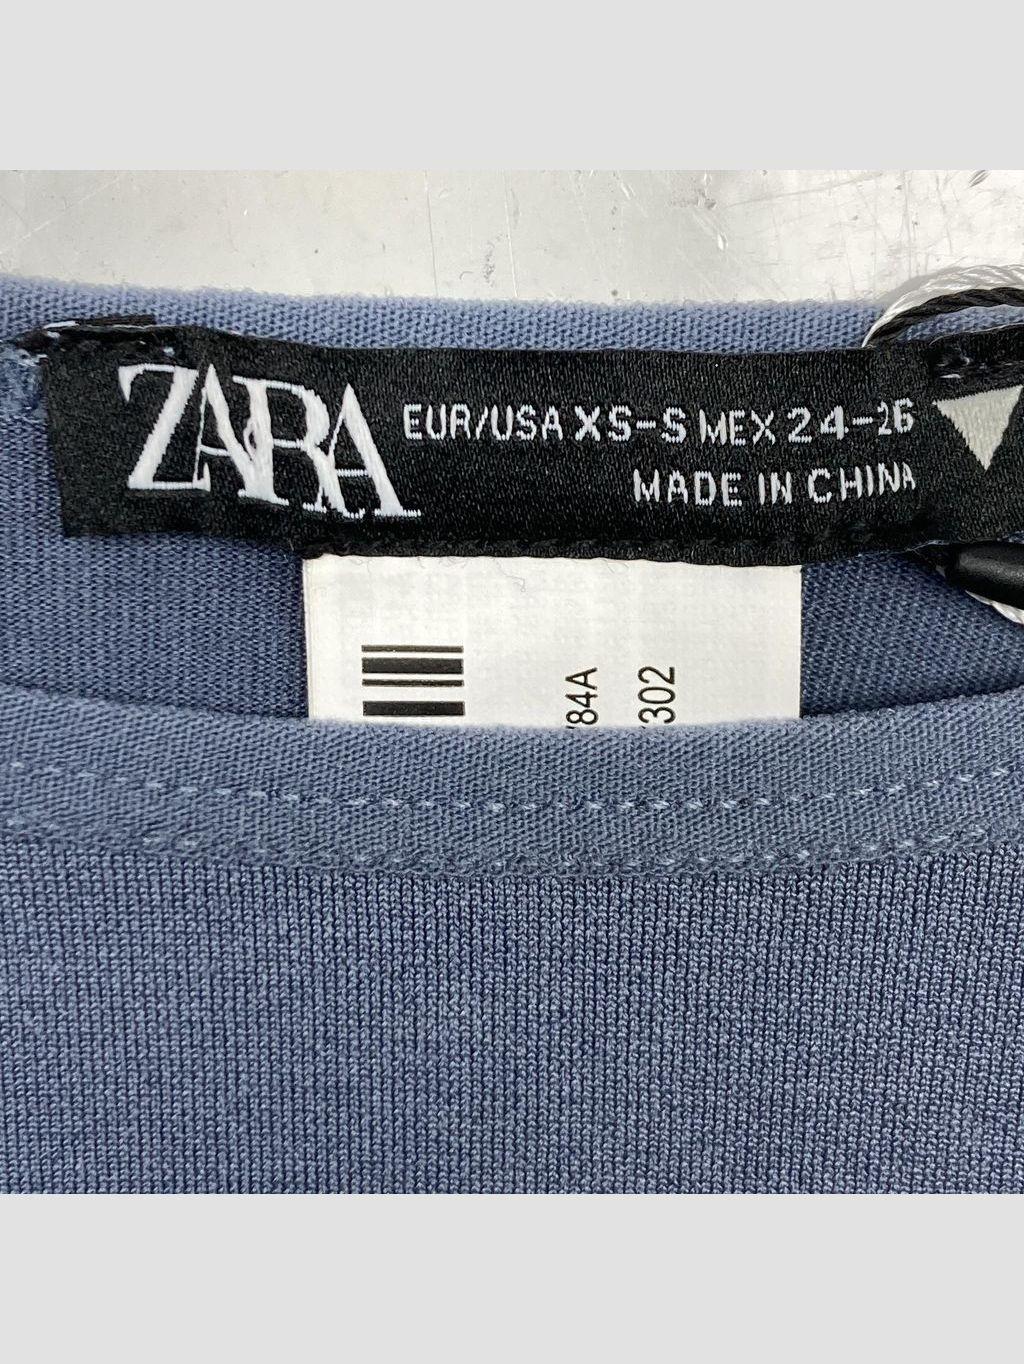 ZARA
EUR/USA XS-S MEX 24-26
MADE IN CHINA
84A
302